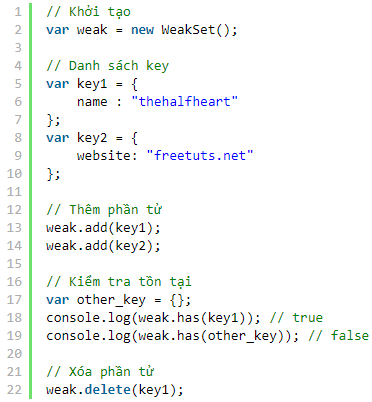 1 // Khởi tạo
2 var weak = new WeakSet();
3
4 // Danh sách key
5 var key1 = {
6     name : "thehalfheart"
7 };
8 var key2 = {
9     website: "freetuts.net"
10 };
11
12 // Thêm phần tử
13 weak.add(key1);
14 weak.add(key2);
15
16 // Kiểm tra tồn tại
17 var other_key = {};
18 console.log(weak.has(key1)); // true
19 console.log(weak.has(other_key)); // false
20
21 // Xóa phần tử
22 weak.delete(key1);